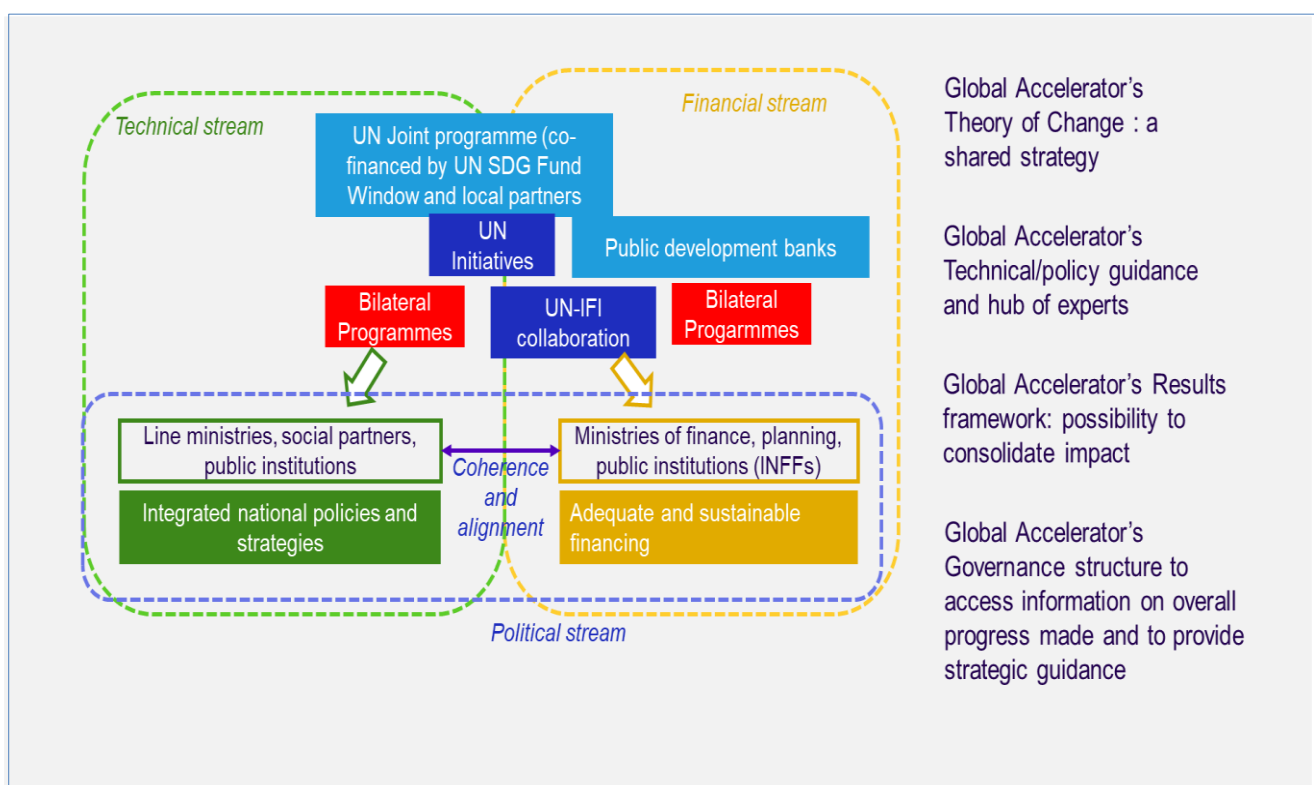 Technical stream
Financial stream
UN Joint programme (co-
financed by UN SDG Fund
Window and local partners
UN
Initiatives
Public development banks
Bilateral
Programmes
UN-IFI
collaboration
Bilateral
Progarmmes
Line ministries, social partners,
public institutions
Coherence
and
alignment
Ministries of finance, planning,
public institutions (INFFs)
Integrated national policies and
strategies
Adequate and sustainable
financing
Political stream
Global Accelerator's
Theory of Change : a
shared strategy
Global Accelerator's
Technical/policy guidance
and hub of experts
Global Accelerator's Results
framework: possibility to
consolidate impact
Global Accelerator's
Governance structure to
access information on overall
progress made and to provide
strategic guidance